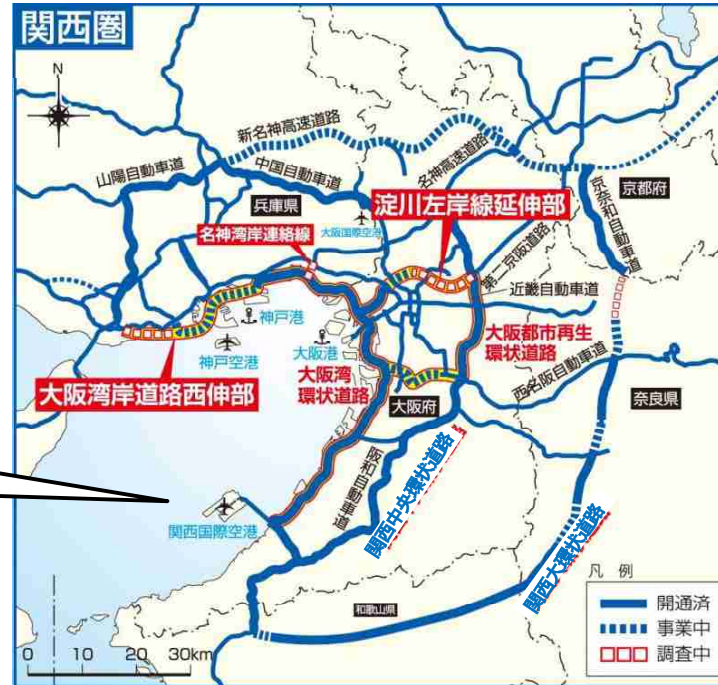 関西圏
N
新名神高速道路
名神高速道路
山陽自動車道
中国自動車道
兵庫県
淀川左岸線延伸部
京都府
京奈和自動車道
大阪国際空港
名神湾岸連絡線
第二京阪道路
近畿自動車道
神戸港
神戸空港
大阪港
大阪湾
環状道路
大阪都市再生
環状道路
西名阪自動車道
大阪湾岸道路西伸部
大阪府
奈良県
阪和自動車道
関西中央環状道路
関西国際空港
関西大環状道路
和歌山県
凡例
開通済
事業中
調査中
0 10 20 30km